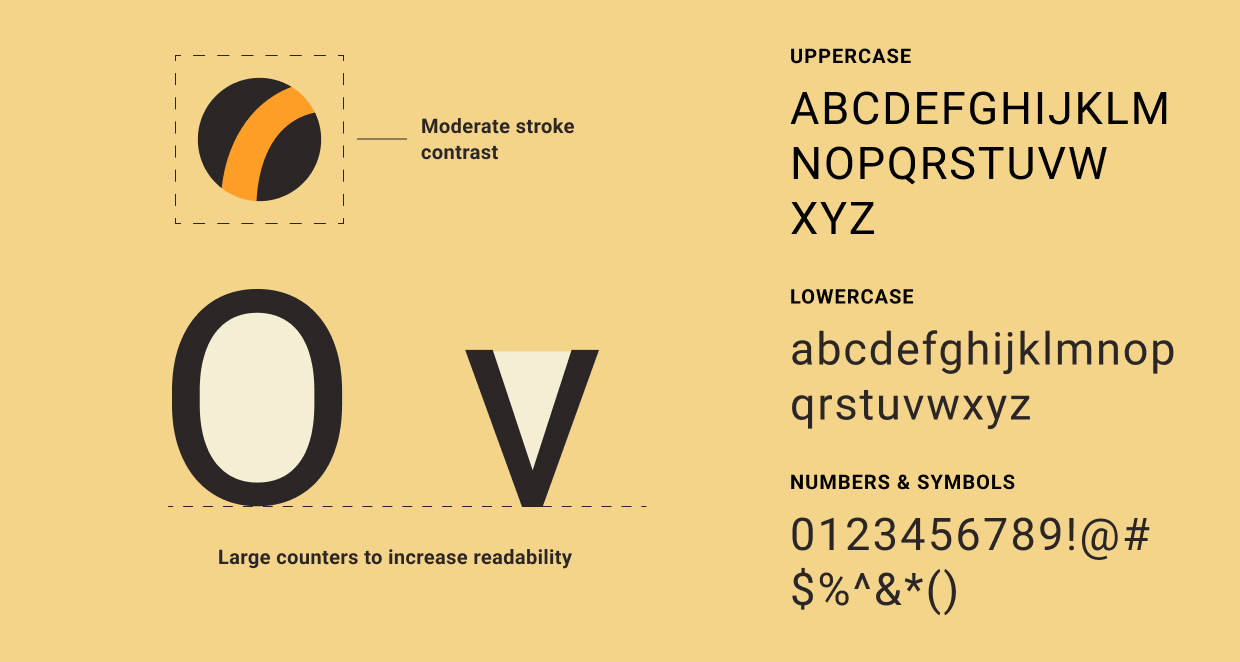 Moderate stroke
contrast
O v
Large counters to increase readability
UPPERCASE
ABCDEFGHIJKLM
NOPQRSTUVW
XYZ
LOWERCASE
abcdefghijklmnop
qrstuvwxyz
NUMBERS & SYMBOLS
0123456789!@#
$%^&*()